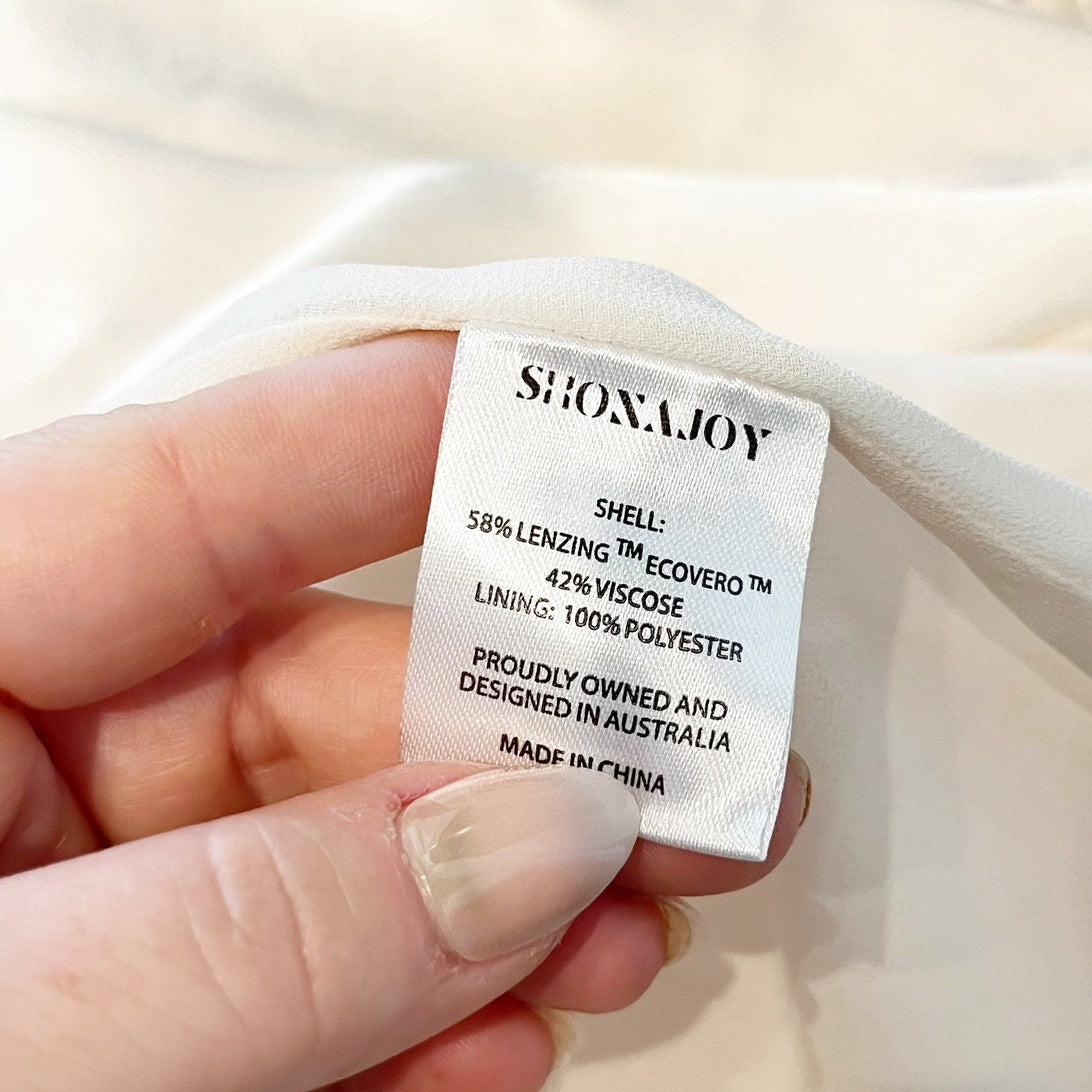 SHONAJOY
SHELL:
58% LENZING ™ ECOVERO ™
42% VISCOSE
LINING: 100% POLYESTER
PROUDLY OWNED AND
DESIGNED IN AUSTRALIA
MADE IN CHINA